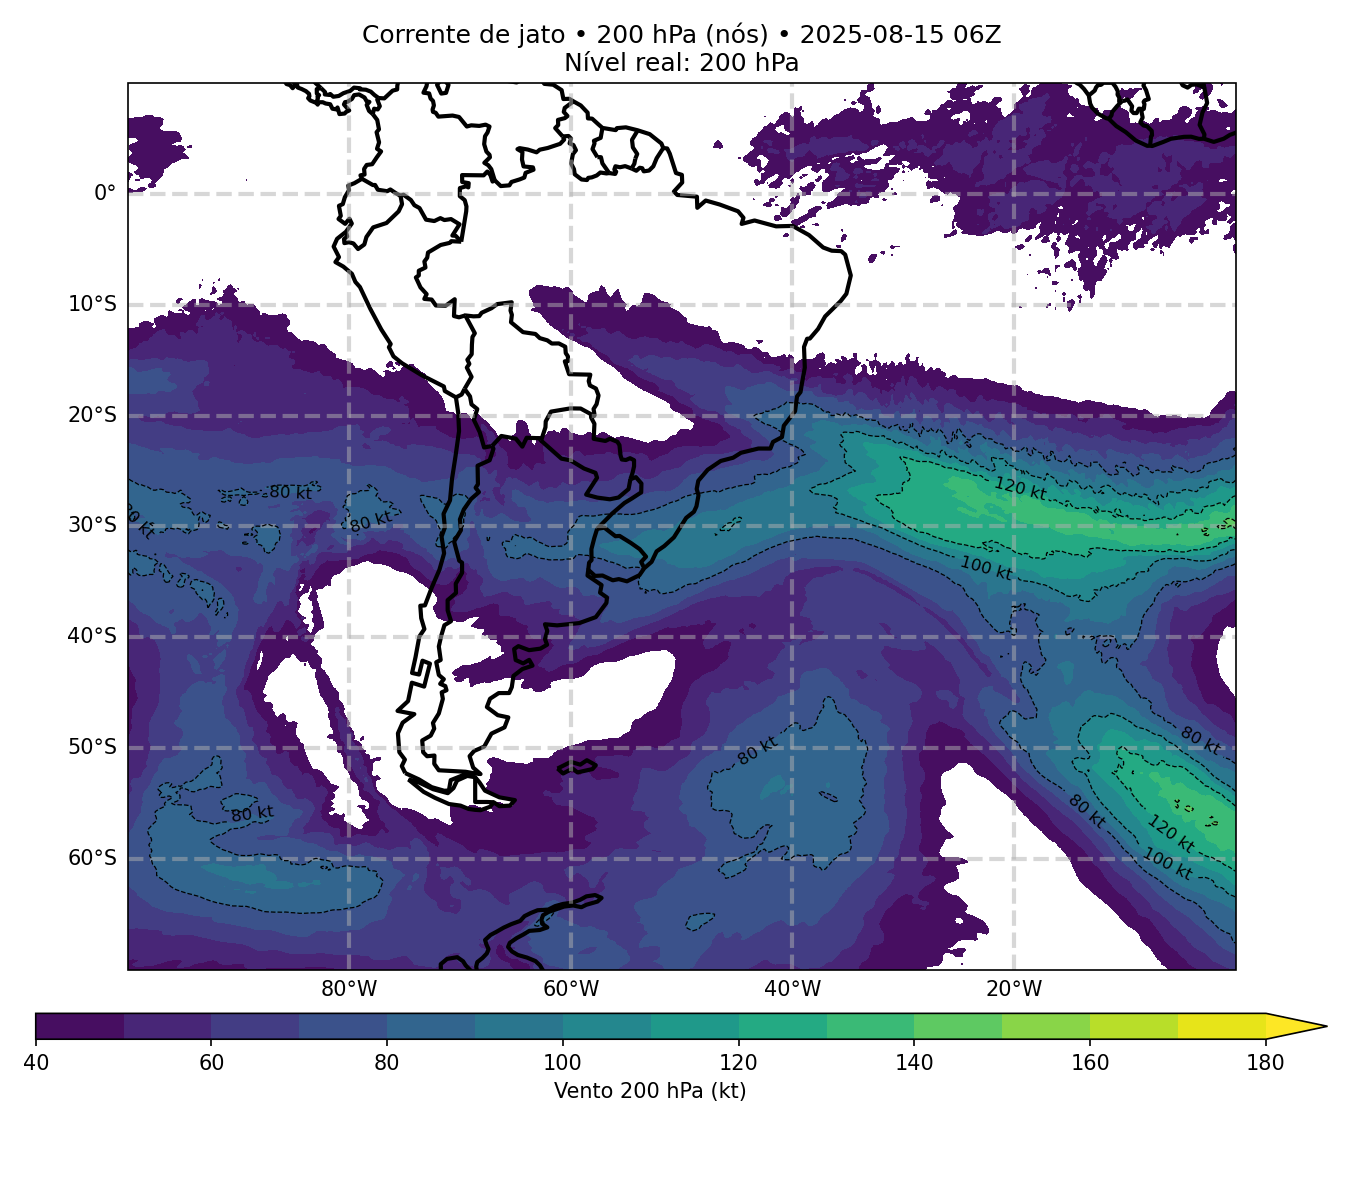 Corrente de jato • 200 hPa (nós) • 2025-08-15 06Z
Nível real: 200 hPa
0°
10°S
20°S
30°S
40°S
50°S
60°S
80 kt
80 kt
80 kt
120 kt
100 kt
80 kt
80 kt
80 kt
80 kt
120 kt
100 kt
80°W
60°W
40°W
20°W
40
60
80
100
120
140
160
180
Vento 200 hPa (kt)